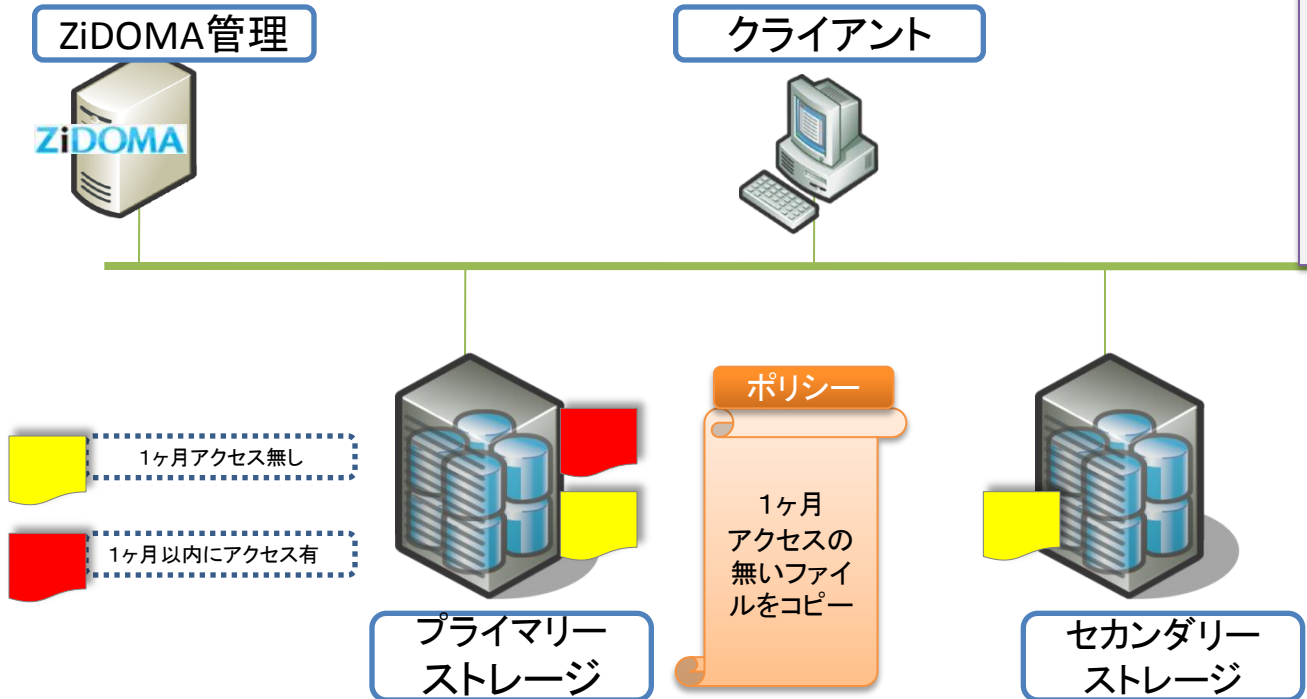 ZiDOMA管理
クライアント
ZiDOMA
ポリシー
1ヶ月アクセス無し
1ヶ月以内にアクセス有
1ヶ月
アクセスの
無いファイ
ルをコピー
プライマリー
ストレージ
セカンダリー
ストレージ